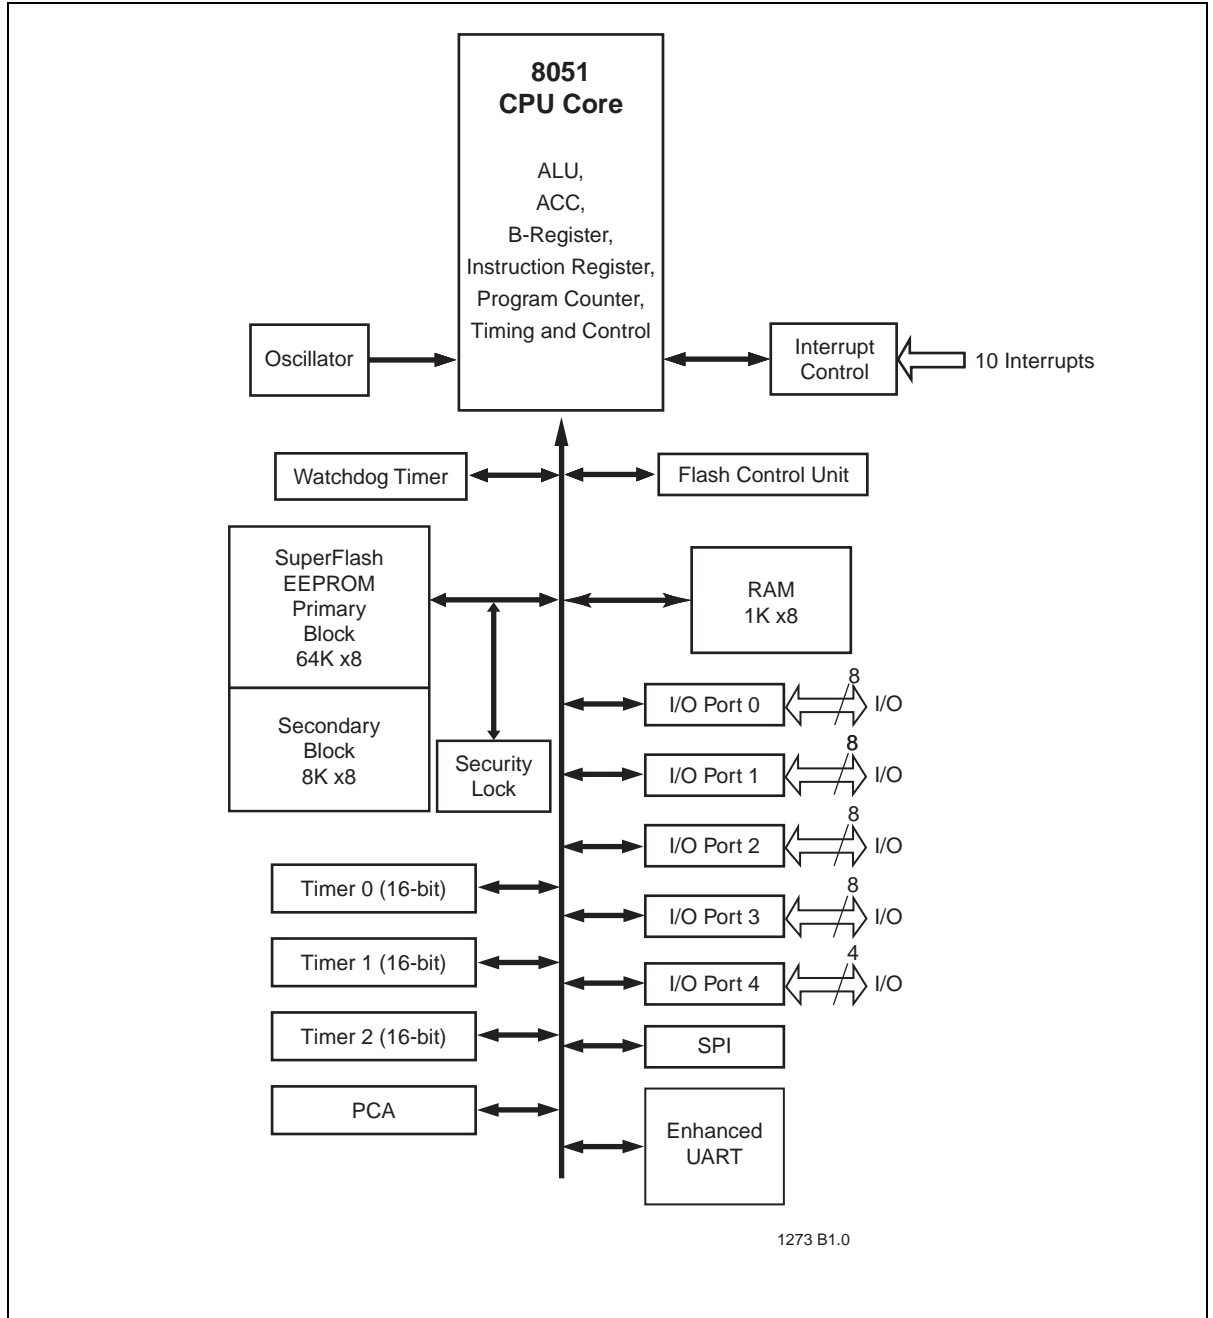 8051
CPU Core
ALU,
ACC,
B-Register,
Instruction Register,
Program Counter,
Timing and Control
Oscillator
Interrupt
Control
10 Interrupts
Watchdog Timer
Flash Control Unit
SuperFlash
EEPROM
Primary
Block
64K x8
RAM
1K x8
Secondary
Block
8K x8
Security
Lock
8
I/O Port 0
I/O
8
I/O Port 1
I/O
8
I/O Port 2
I/O
8
I/O Port 3
I/O
4
I/O Port 4
I/O
Timer 0 (16-bit)
Timer 1 (16-bit)
Timer 2 (16-bit)
SPI
PCA
Enhanced
UART
1273 B1.0